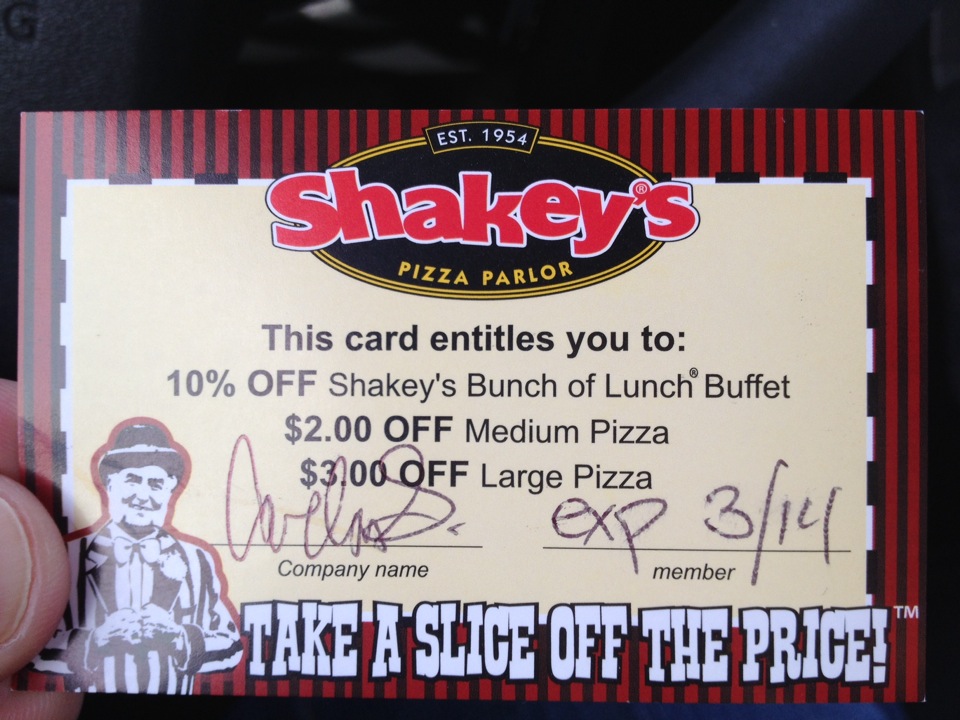 G
EST. 1954
Shakey's®
PIZZA PARLOR
This card entitles you to:
10% OFF Shakey's Bunch of Lunch® Buffet
$2.00 OFF Medium Pizza
$3.00 OFF Large Pizza
exp 3/14
Company name member
TAKE A SLICE OFF THE PRICE!™